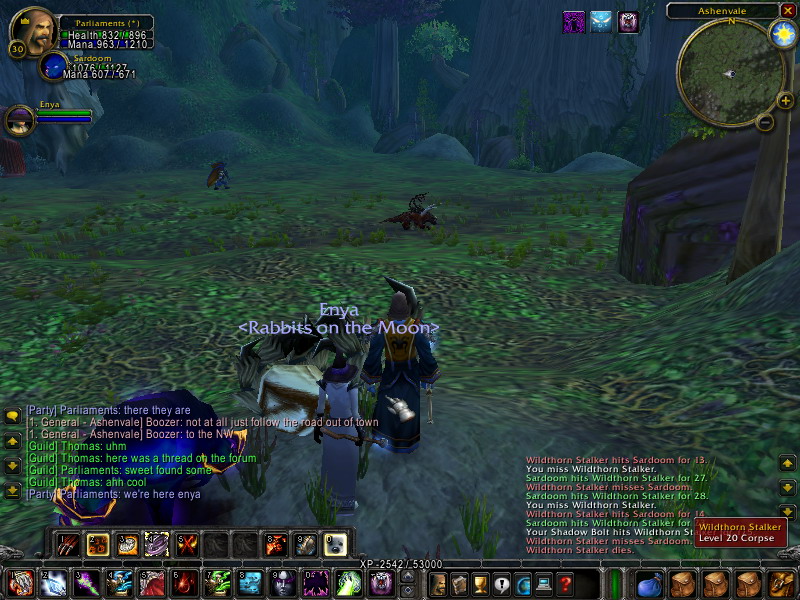 Parliaments (*)
Health 832 / 896
Mana 963 / 1210
30
Sardoom
1076 / 1127
Mana 607 / 671
Enya
Ashenvale
N
Enya
<Rabbits on the Moon>
[Party] Parliaments: there they are
[1. General - Ashenvale] Boozer: not at all just follow the road out of town
[1. General - Ashenvale] Boozer: to the NW
[Guild] Thomas: uhm
[Guild] Thomas: here was a thread on the forum
[Guild] Parliaments: sweet found some
[Guild] Thomas: ahh cool
[Party] Parliaments: we're here enya
Wildthorn Stalker hits Sardoom for 13.
You miss Wildthorn Stalker.
Sardoom hits Wildthorn Stalker for 27.
Wildthorn Stalker misses Sardoom.
Sardoom hits Wildthorn Stalker for 28.
You miss Wildthorn Stalker.
Wildthorn Stalker hits Sardoom for 14
Sardoom hits Wildthorn Stalker for
Your Shadow Bolt hits Wildthorn St
Wildthorn Stalker misses Sardoom.
Wildthorn Stalker dies.
Wildthorn Stalker
Level 20 Corpse
XP -2542 / 53000